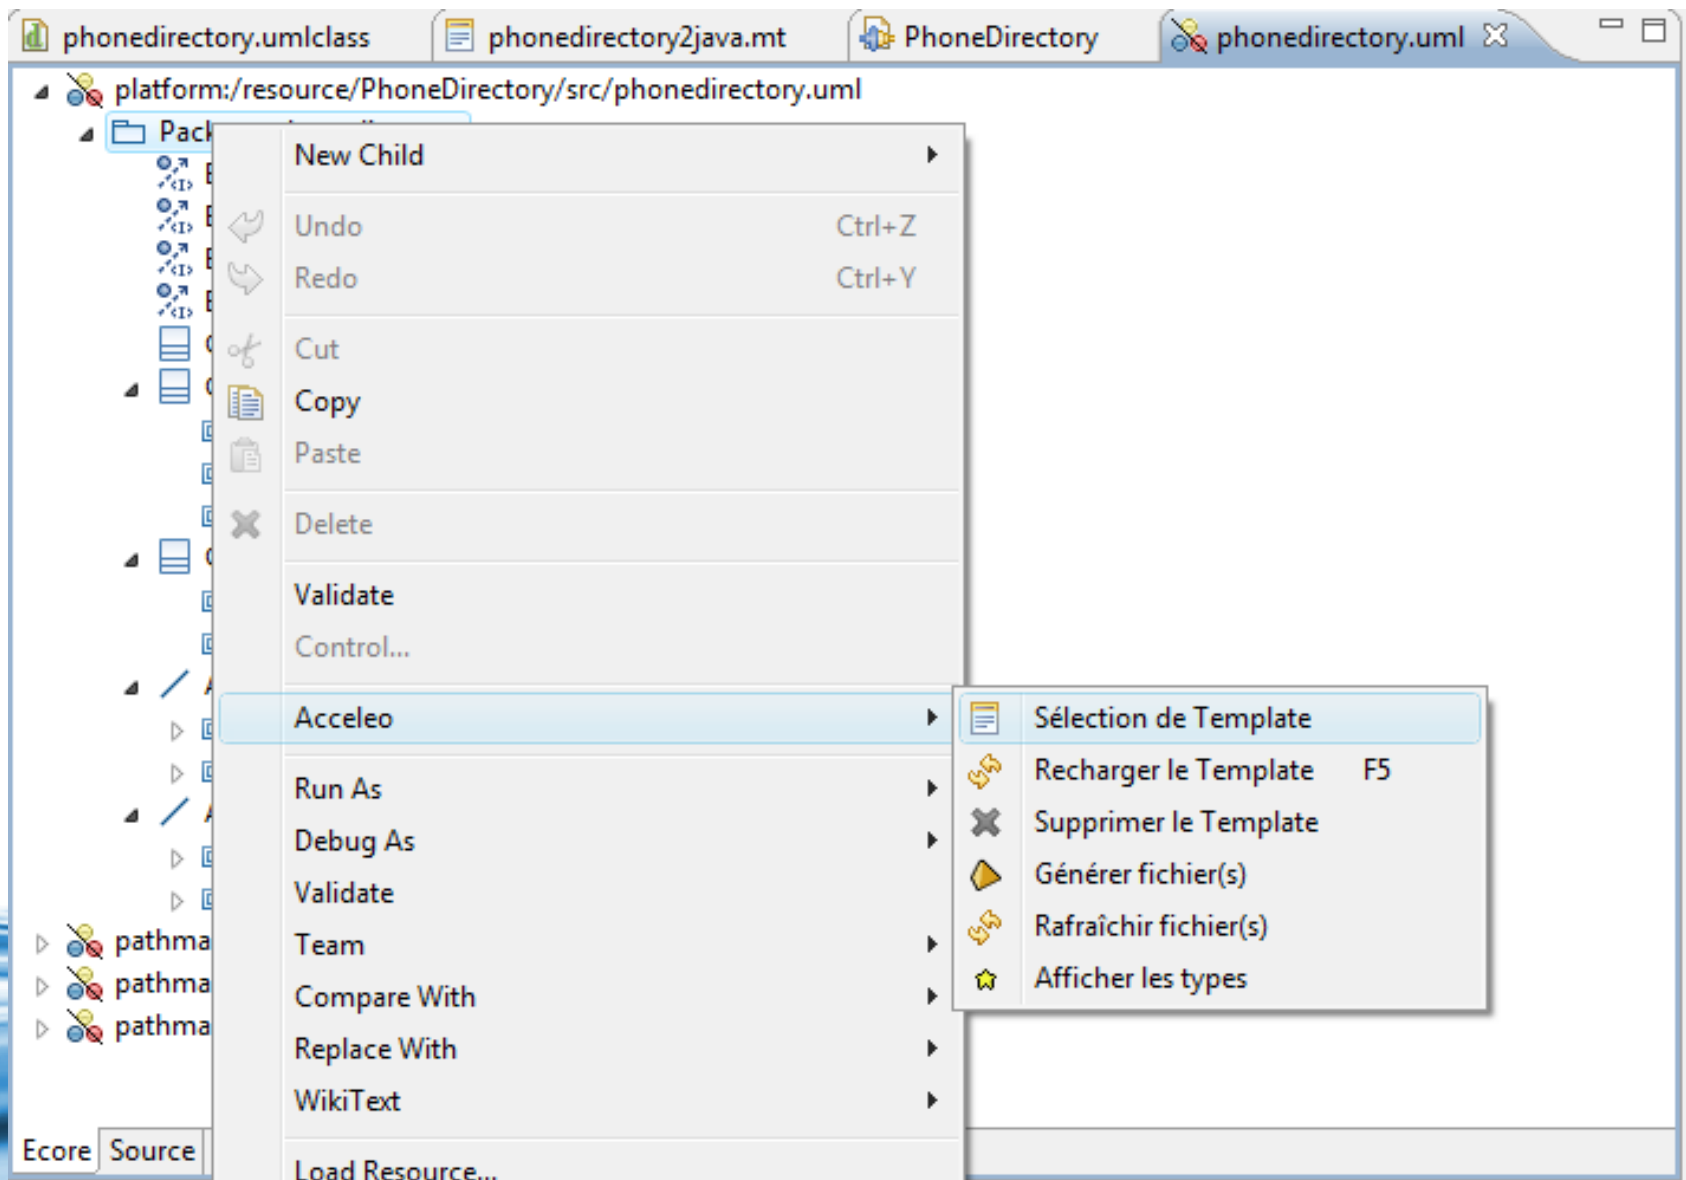 phonedirectory.umlclass phonedirectory2java.mt PhoneDirectory phonedirectory.uml
platform:/resource/PhoneDirectory/src/phonedirectory.uml
New Child
Undo Ctrl+Z
Redo Ctrl+Y
Cut
Copy
Paste
Delete
Validate
Control...
Acceleo
Sélection de Template
Recharger le Template F5
Supprimer le Template
Générer fichier(s)
Rafraîchir fichier(s)
Afficher les types
Run As
Debug As
Validate
Team
Compare With
Replace With
WikiText
Load Resource...
pathma
pathma
pathma
Ecore Source